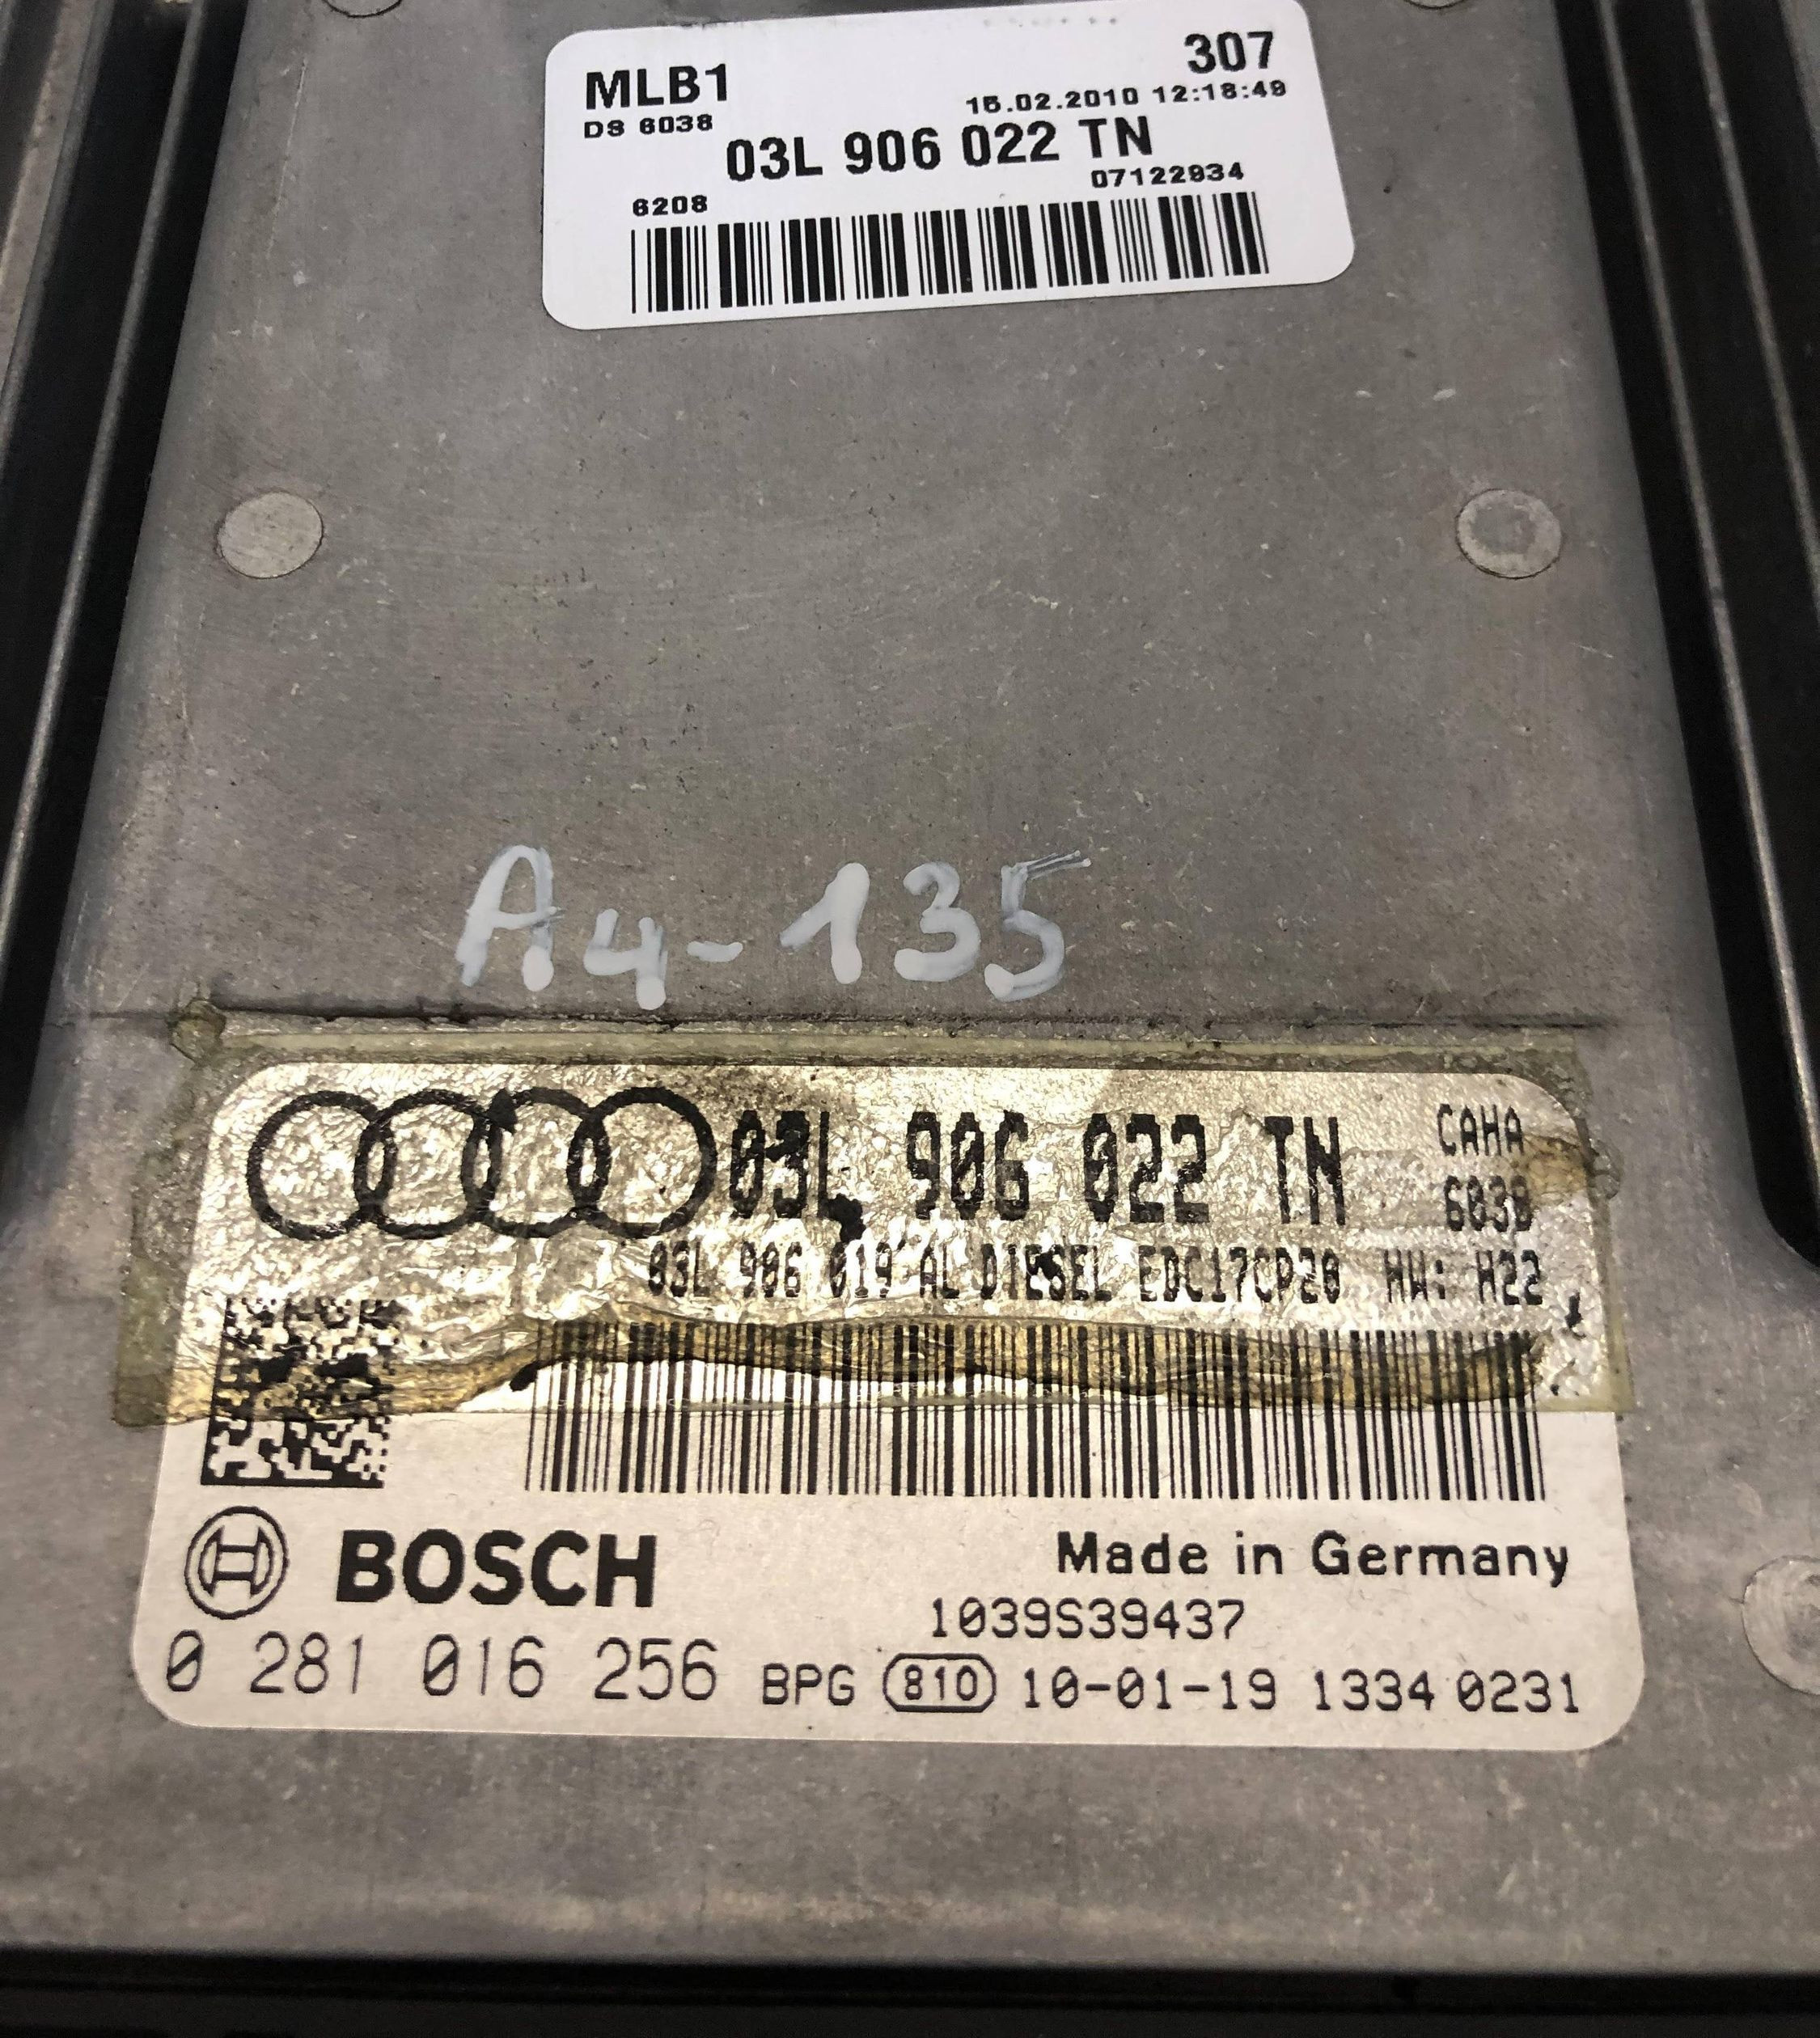 MLB1 307
DS 6038 15.02.2010 12:18:49
03L 906 022 TN
6208 07122934
A4-135
03L 906 022 TN CAHA
6038
03L 906 019 AL DIESEL EDC17CP20 HW: H22
BOSCH Made in Germany
1039S39437
0 281 016 256 BPG 810 10-01-19 1334 0231